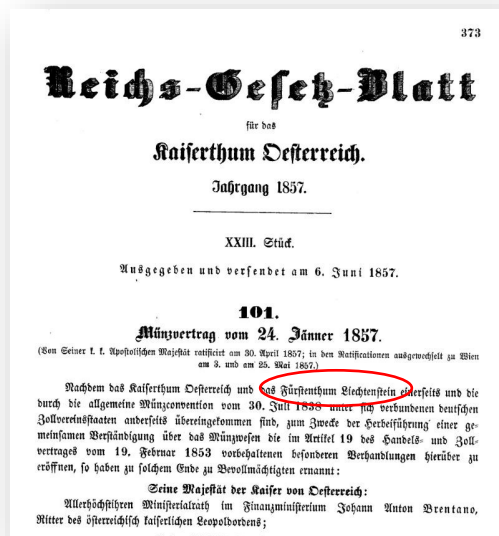 373
Reichs-Gesetz-Blatt
für das
Kaiserthum Oesterreich.
Jahrgang 1857.
XXIII. Stück.
Ausgegeben und versendet am 6. Juni 1857.
101.
Münzvertrag vom 24. Jänner 1857.
(Von Seiner k. k. Apostolischen Majestät ratificirt am 30. April 1857; in den Ratificationen ausgewechselt zu Wien
am 3. und am 25. Mai 1857.)
Nachdem das Kaiserthum Oesterreich und das Fürstenthum Liechtenstein einerseits und die
durch die allgemeine Münzconvention vom 30. Juli 1838 unter sich verbundenen deutschen
Zollvereinsstaaten anderseits übereingekommen sind, zum Zwecke der Herbeiführung einer ge-
meinsamen Verständigung über das Münzwesen die im Artikel 19 des Handels- und Zoll-
vertrages vom 19. Februar 1853 vorbehaltenen besonderen Verhandlungen hierüber zu
eröffnen, so haben zu solchem Ende zu Bevollmächtigten ernannt:
Seine Majestät der Kaiser von Oesterreich:
Allerhöchstihren Ministerialrath im Finanzministerium Johann Anton Brentano,
Ritter des österreichisch kaiserlichen Leopoldordens;